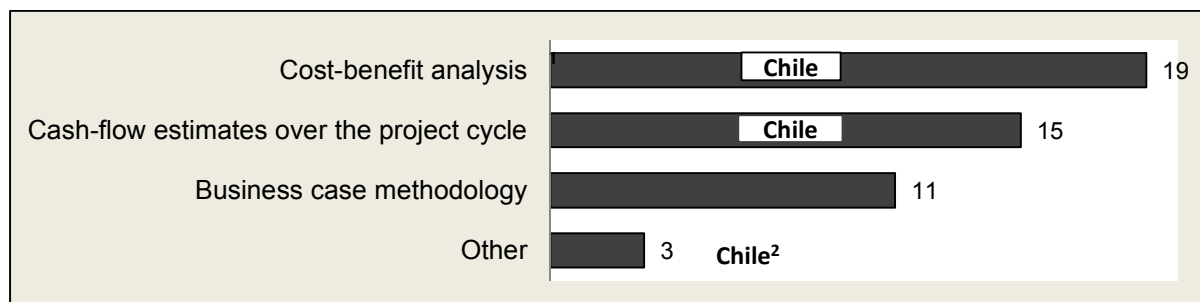 Cost-benefit analysis Chile 19
Cash-flow estimates over the project cycle Chile 15
Business case methodology 11
Other 3 Chile²